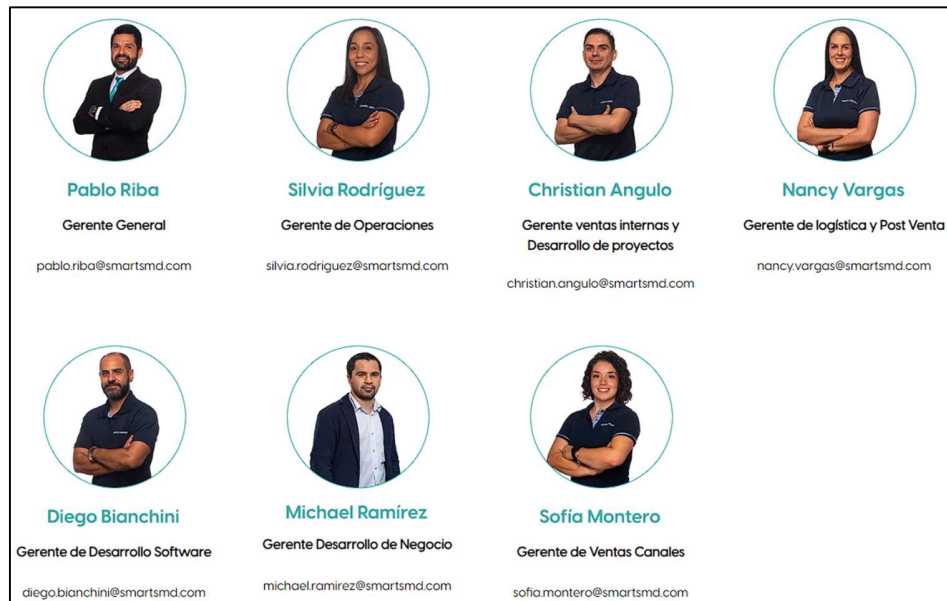 Pablo Riba
Gerente General
pablo.riba@smartsmd.com
Silvia Rodríguez
Gerente de Operaciones
silvia.rodriguez@smartsmd.com
Christian Angulo
Gerente ventas internas y
Desarrollo de proyectos
christian.angulo@smartsmd.com
Nancy Vargas
Gerente de logística y Post Venta
nancy.vargas@smartsmd.com
Diego Bianchini
Gerente de Desarrollo Software
diego.bianchini@smartsmd.com
Michael Ramírez
Gerente Desarrollo de Negocio
michael.ramirez@smartsmd.com
Sofía Montero
Gerente de Ventas Canales
sofia.montero@smartsmd.com